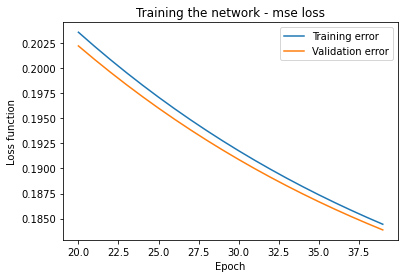 Training the network - mse loss
Training error
Validation error
Loss function
0.2025
0.2000
0.1975
0.1950
0.1925
0.1900
0.1875
0.1850
20.0 22.5 25.0 27.5 30.0 32.5 35.0 37.5
Epoch